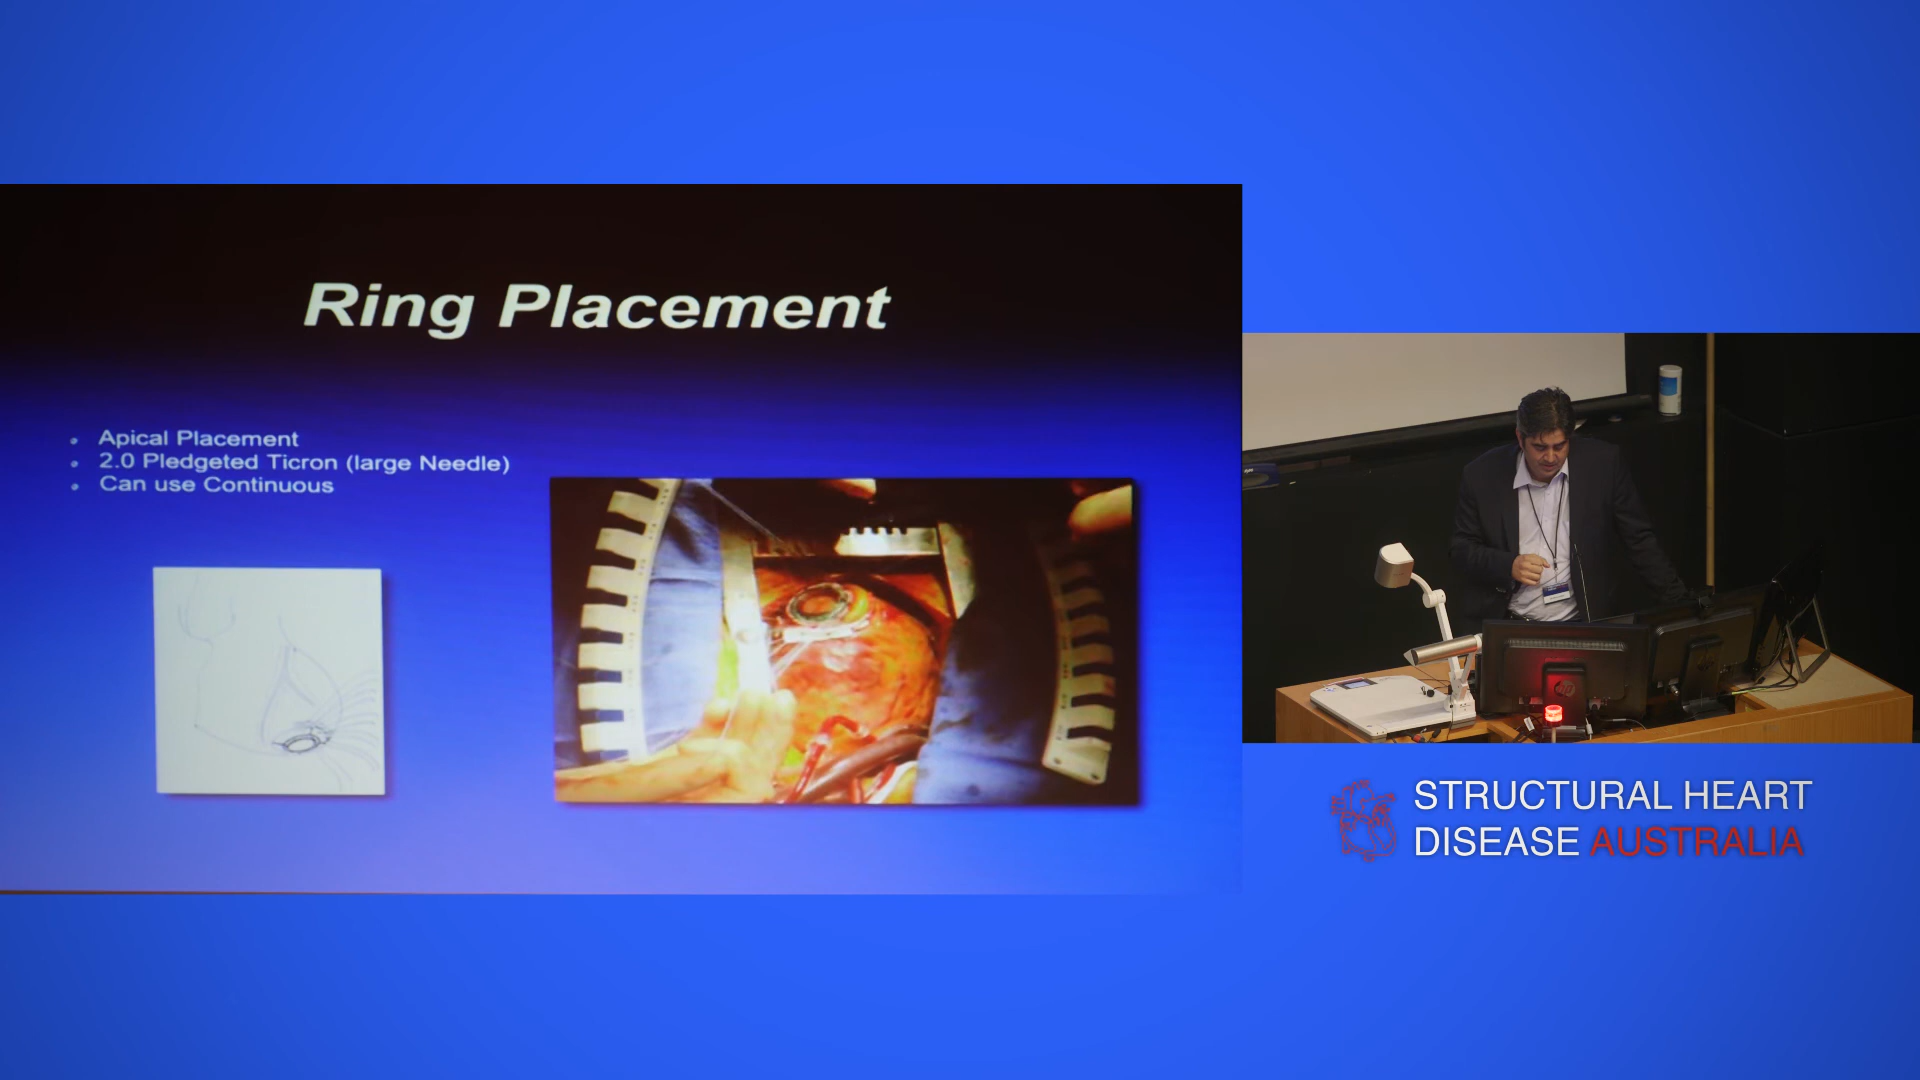 Ring Placement
Apical Placement
2.0 Pledgeted Ticron (large Needle)
Can use Continuous
STRUCTURAL HEART
DISEASE AUSTRALIA